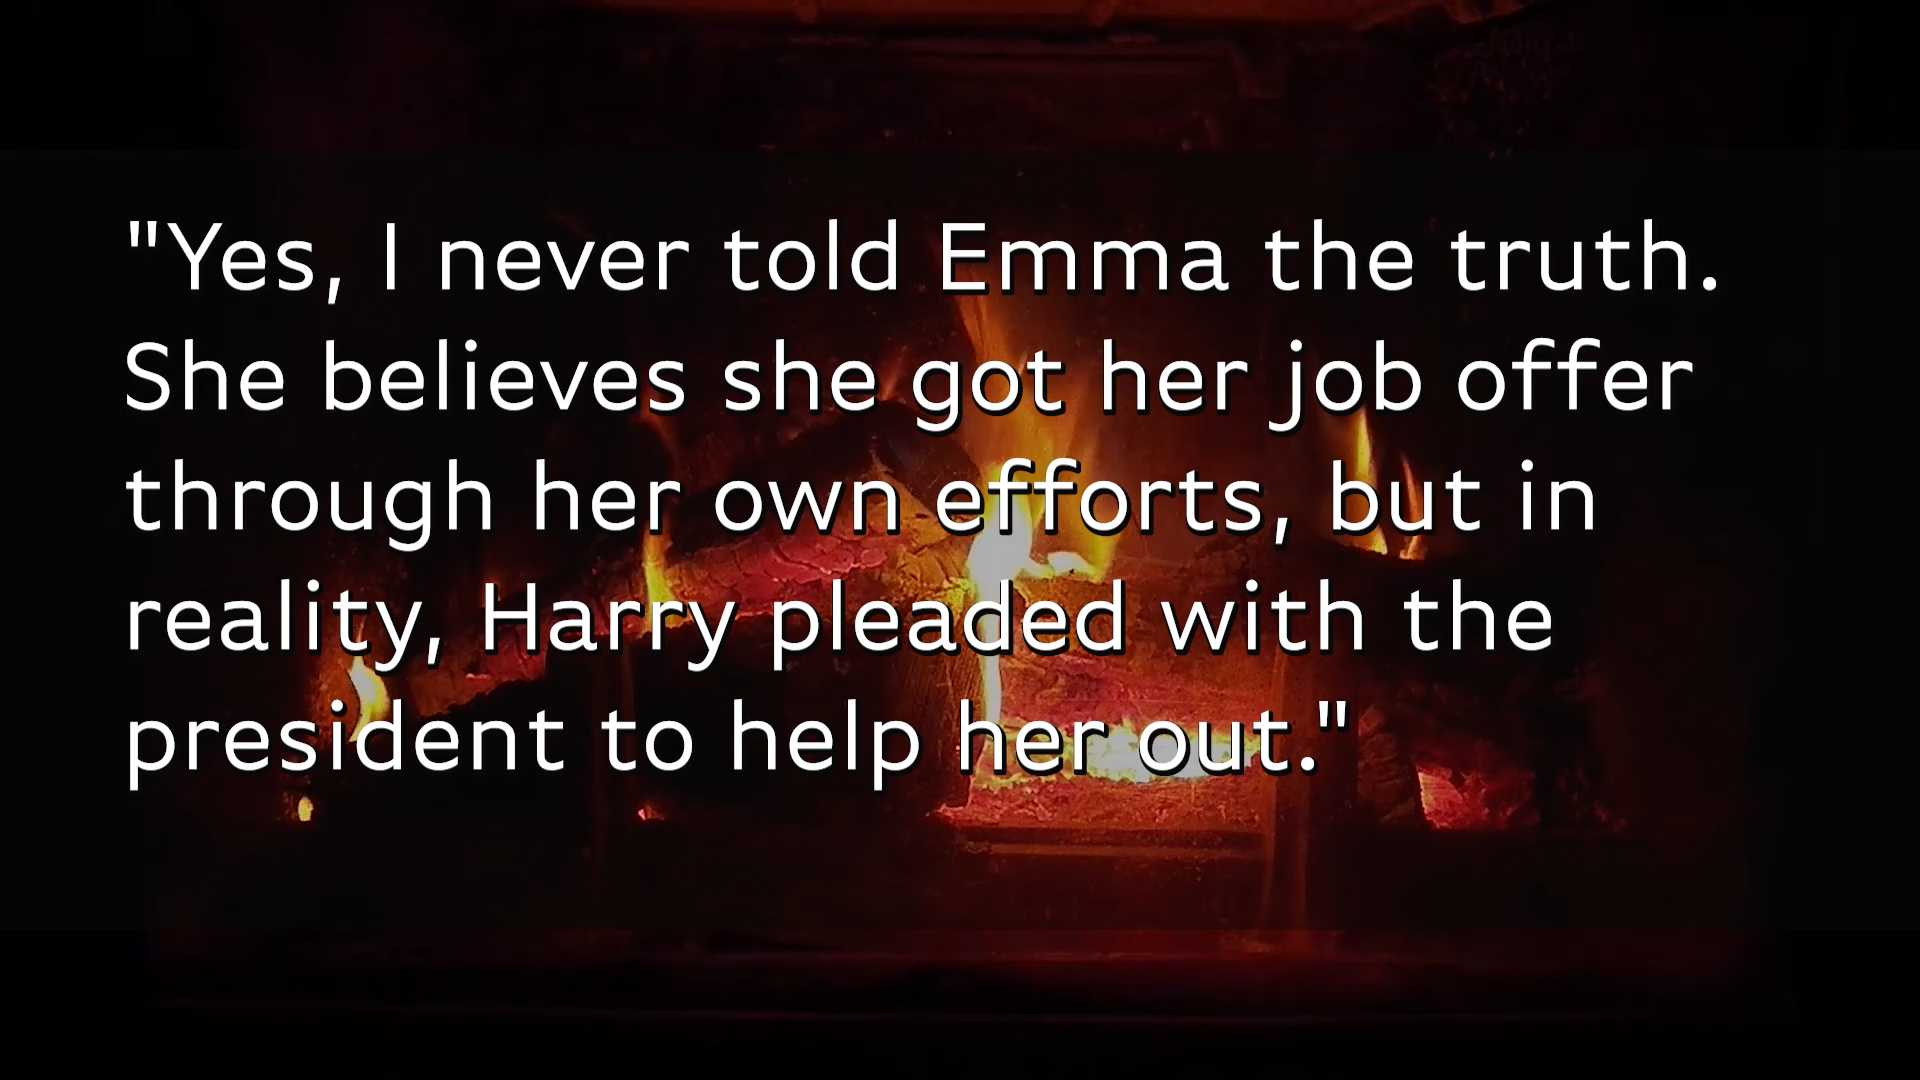 "Yes, I never told Emma the truth.
She believes she got her job offer
through her own efforts, but in
reality, Harry pleaded with the
president to help her out."